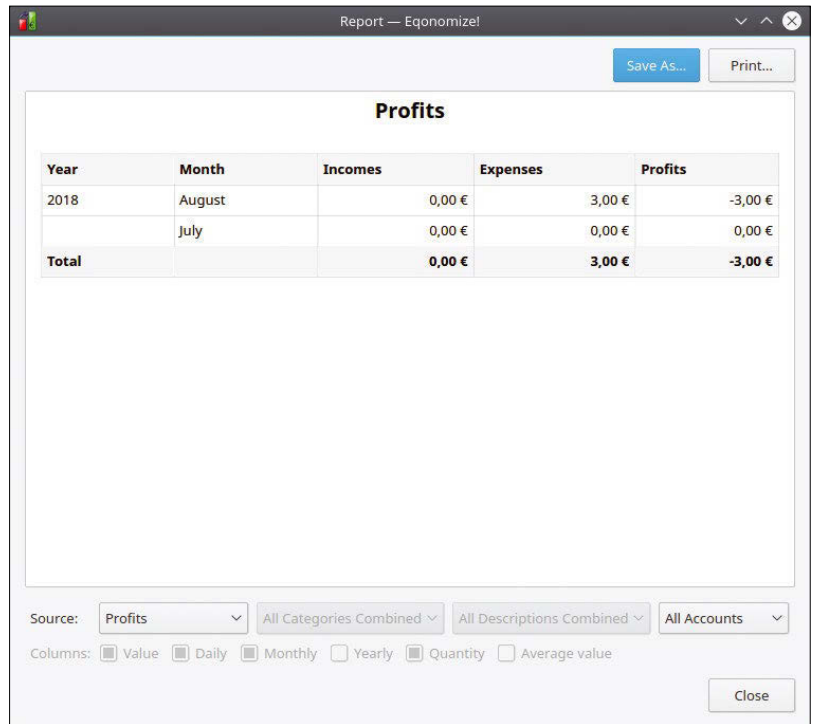 Report — Eqonomize!
Save As... Print...
Profits
Year Month Incomes Expenses Profits
2018 August 0,00 € 3,00 € -3,00 €
July 0,00 € 0,00 € 0,00 €
Total 0,00 € 3,00 € -3,00 €
Source: Profits All Categories Combined All Descriptions Combined All Accounts
Columns: Value Daily Monthly Yearly Quantity Average value
Close